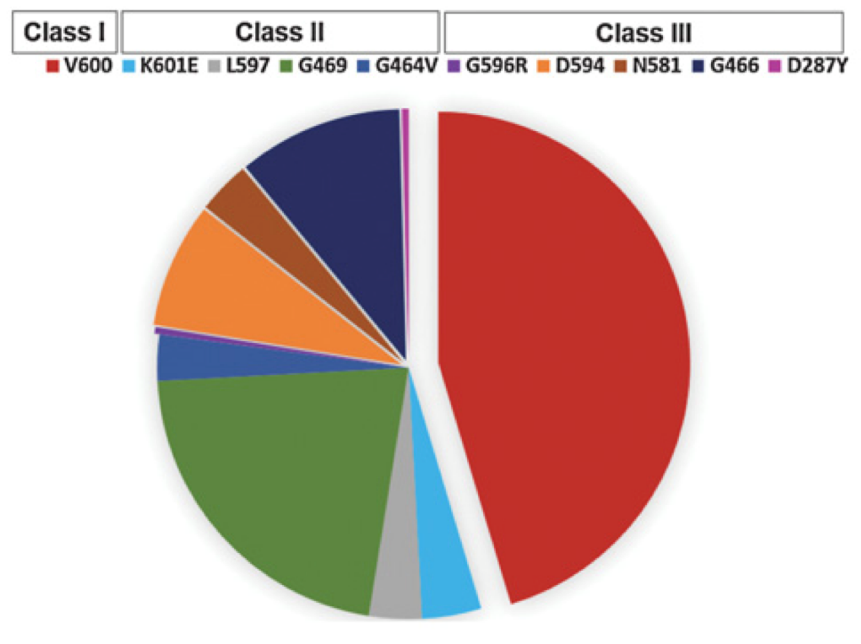 Class I Class II Class III
V600 K601E L597 G469 G464V G596R D594 N581 G466 D287Y